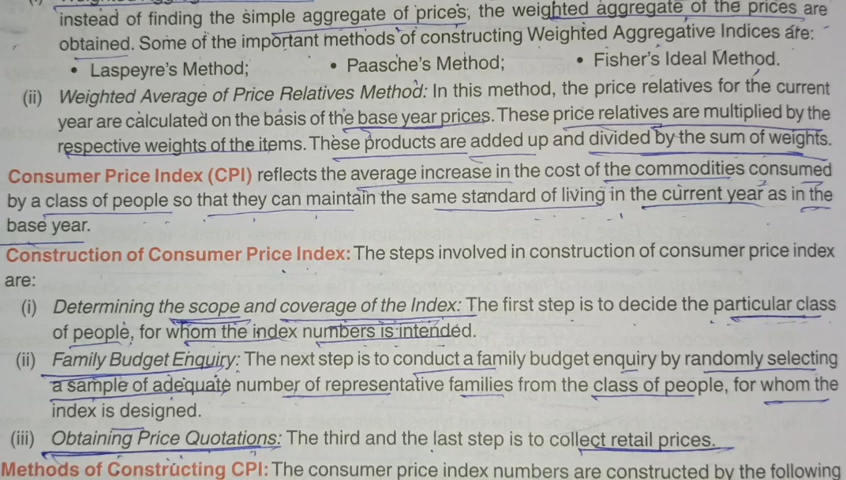 instead of finding the simple aggregate of prices, the weighted aggregate of the prices are
obtained. Some of the important methods of constructing Weighted Aggregative Indices are:
• Laspeyre's Method; • Paasche's Method; • Fisher's Ideal Method.
(ii) Weighted Average of Price Relatives Method: In this method, the price relatives for the current
year are calculated on the basis of the base year prices. These price relatives are multiplied by the
respective weights of the items. These products are added up and divided by the sum of weights.
Consumer Price Index (CPI) reflects the average increase in the cost of the commodities consumed
by a class of people so that they can maintain the same standard of living in the current year as in the
base year.
Construction of Consumer Price Index: The steps involved in construction of consumer price index
are:
(i) Determining the scope and coverage of the Index: The first step is to decide the particular class
of people, for whom the index numbers is intended.
(ii) Family Budget Enquiry: The next step is to conduct a family budget enquiry by randomly selecting
a sample of adequate number of representative families from the class of people, for whom the
index is designed.
(iii) Obtaining Price Quotations: The third and the last step is to collect retail prices.
Methods of Constructing CPI: The consumer price index numbers are constructed by the following